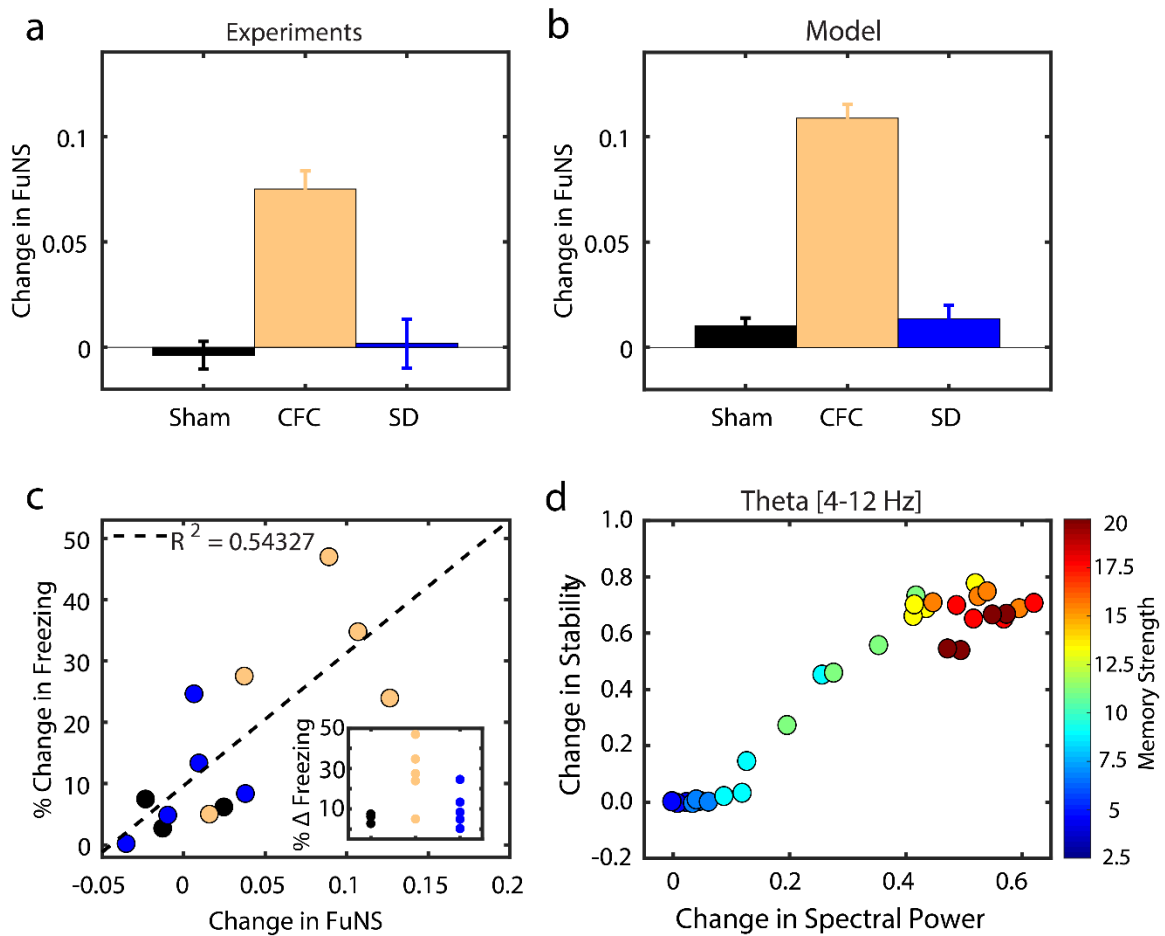 a
Experiments
Change in FuNS
0.1
0.05
0
Sham CFC SD
b
Model
Change in FuNS
0.1
0.05
0
Sham CFC SD
c
R² = 0.54327
% Change in Freezing
50
40
30
20
10
0
-0.05 0 0.05 0.1 0.15 0.2
Change in FuNS
% Δ Freezing
50
30
10
d
Theta [4-12 Hz]
Change in Stability
1.0
0.8
0.6
0.4
0.2
0.0
-0.2
0 0.2 0.4 0.6
Change in Spectral Power
20
17.5
15
12.5
10
7.5
5
2.5
Memory Strength